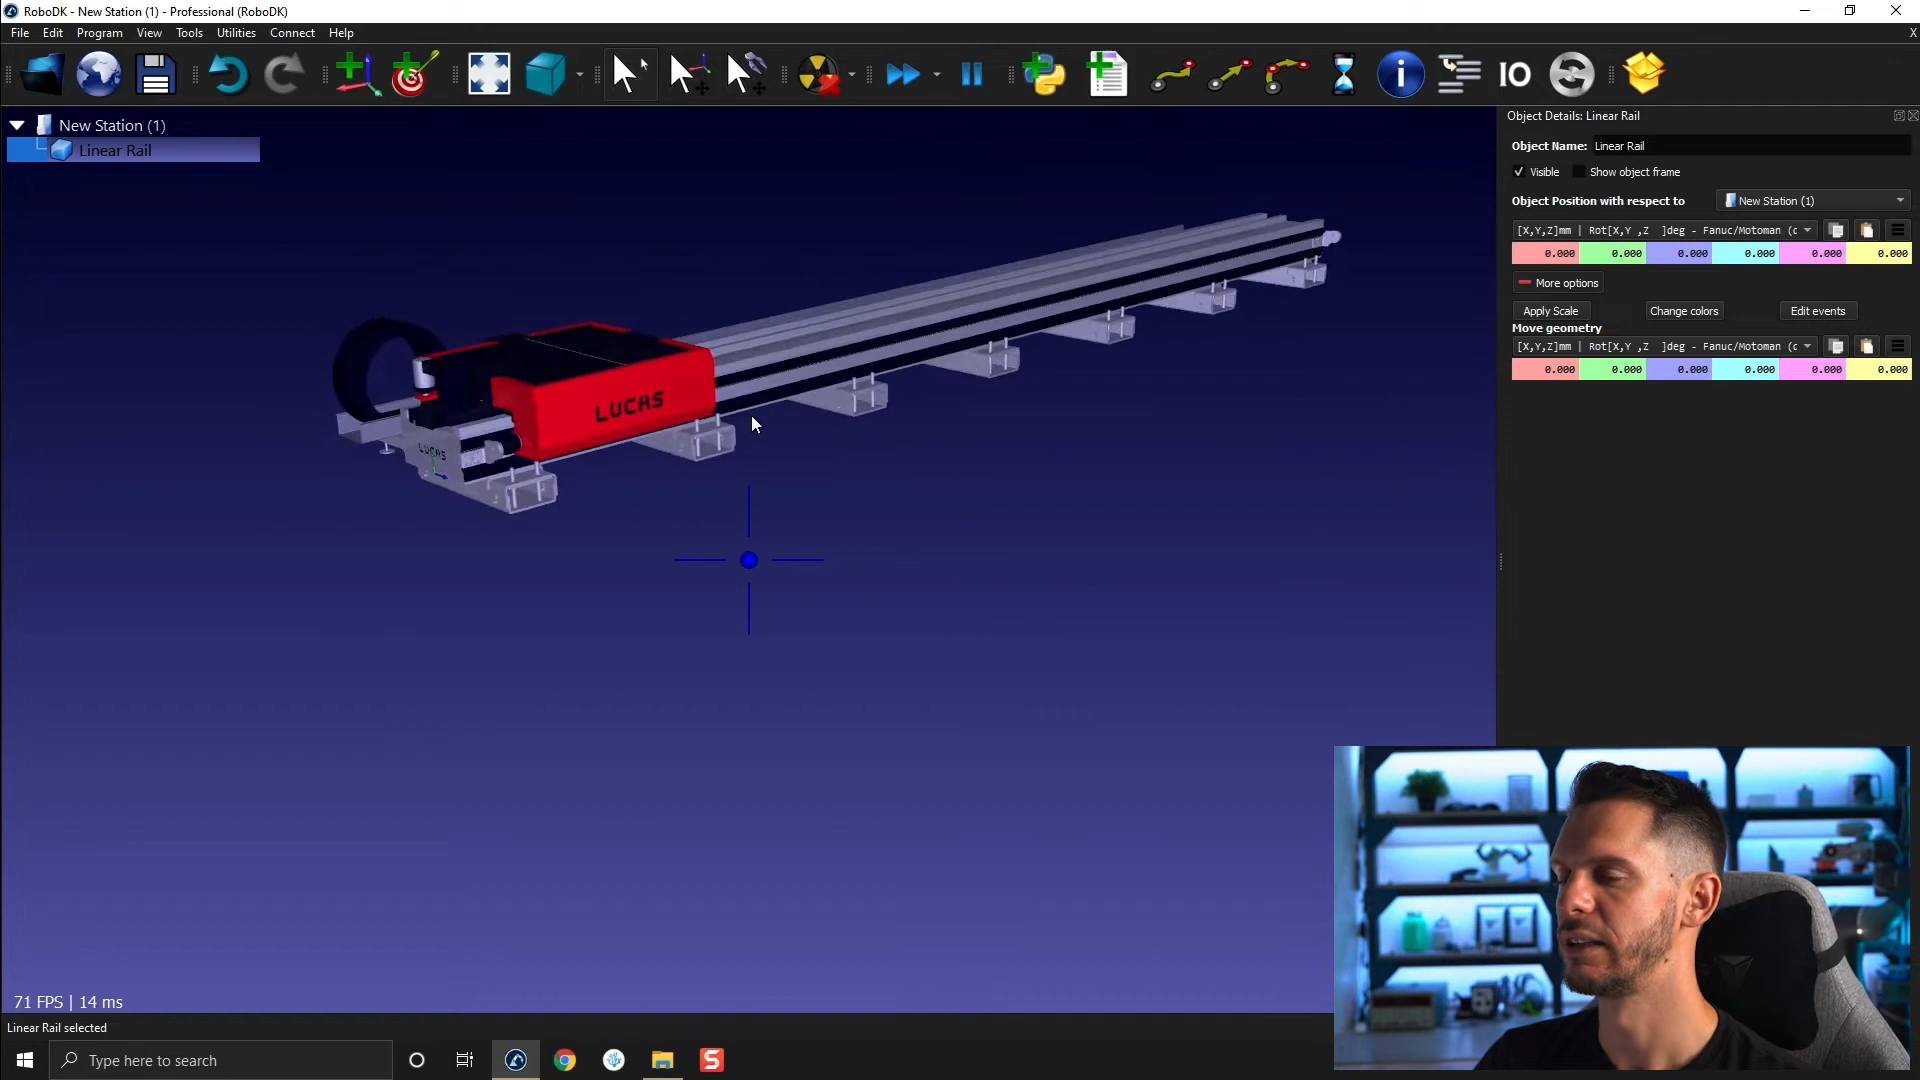 RoboDK - New Station (1) - Professional (RoboDK)
File Edit Program View Tools Utilities Connect Help
X
IO
New Station (1)
Linear Rail
LUCAS
LUCAS
71 FPS | 14 ms
Linear Rail selected
Object Details: Linear Rail
Object Name: Linear Rail
Visible Show object frame
Object Position with respect to New Station (1)
[X,Y,Z]mm | Rot[X,Y ,Z ]deg - Fanuc/Motoman (c
0.000 0.000 0.000 0.000 0.000 0.000
More options
Apply Scale Change colors Edit events
Move geometry
[X,Y,Z]mm | Rot[X,Y ,Z ]deg - Fanuc/Motoman (c
0.000 0.000 0.000 0.000 0.000 0.000
Type here to search